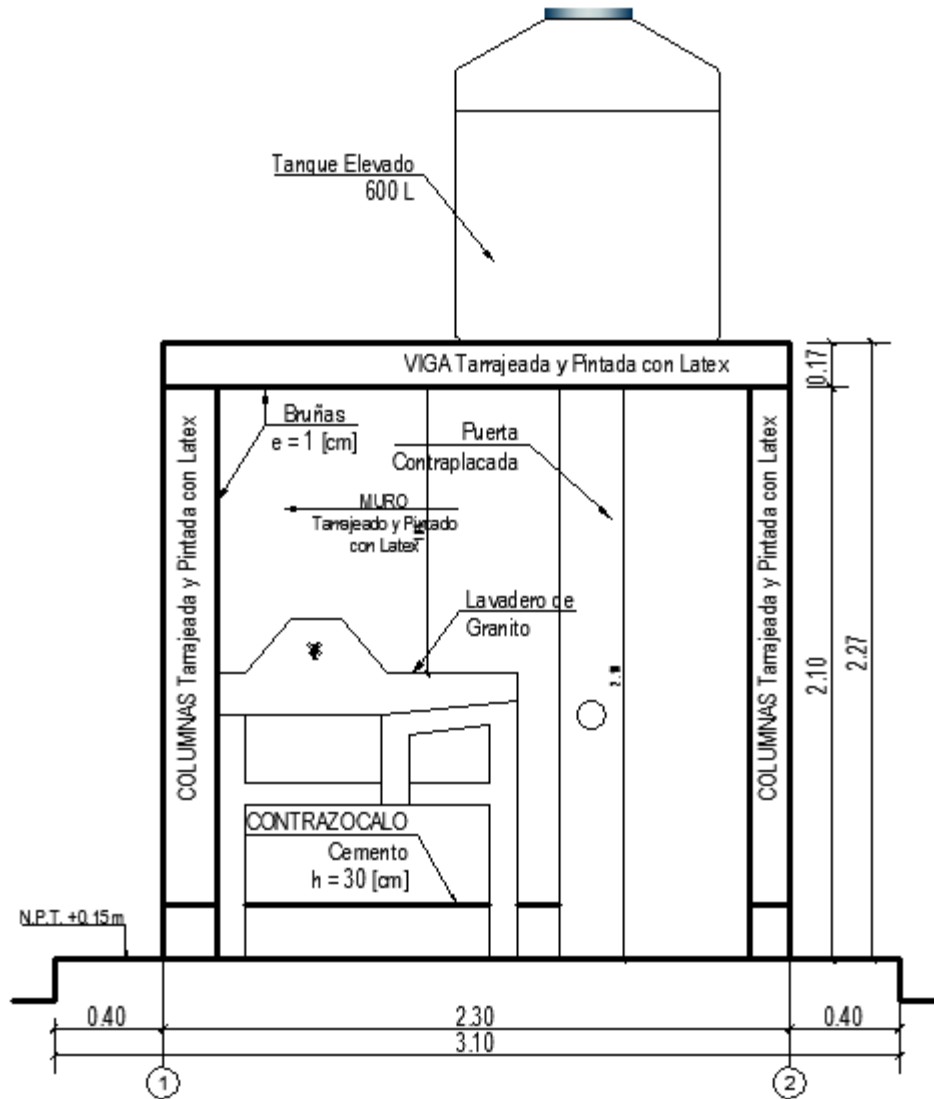 Tanque Elevado
600 L
VIGA Tarrajeada y Pintada con Latex
0.17
Bruñas
e = 1 [cm]
Puerta
Contraplacada
MURO
Tarrajeado y Pintado
con Latex
COLUMNAS Tarrajeada y Pintada con Latex
COLUMNAS Tarrajeada y Pintada con Latex
Lavadero de
Granito
2.10
2.27
CONTRAZOCALO
Cemento
h = 30 [cm]
N.P.T. +0.15m
0.40
2.30
0.40
3.10
1
2